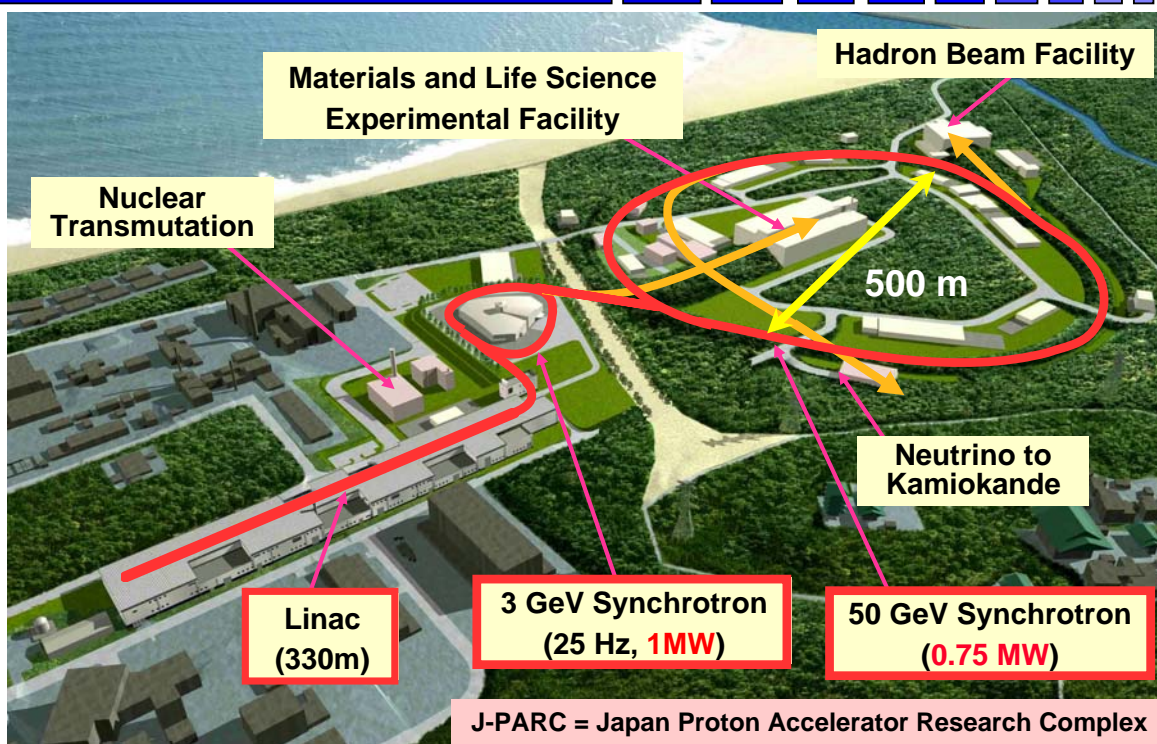 Hadron Beam Facility
Materials and Life Science
Experimental Facility
Nuclear
Transmutation
500 m
Neutrino to
Kamiokande
Linac
(330m)
3 GeV Synchrotron
(25 Hz, 1MW)
50 GeV Synchrotron
(0.75 MW)
J-PARC = Japan Proton Accelerator Research Complex